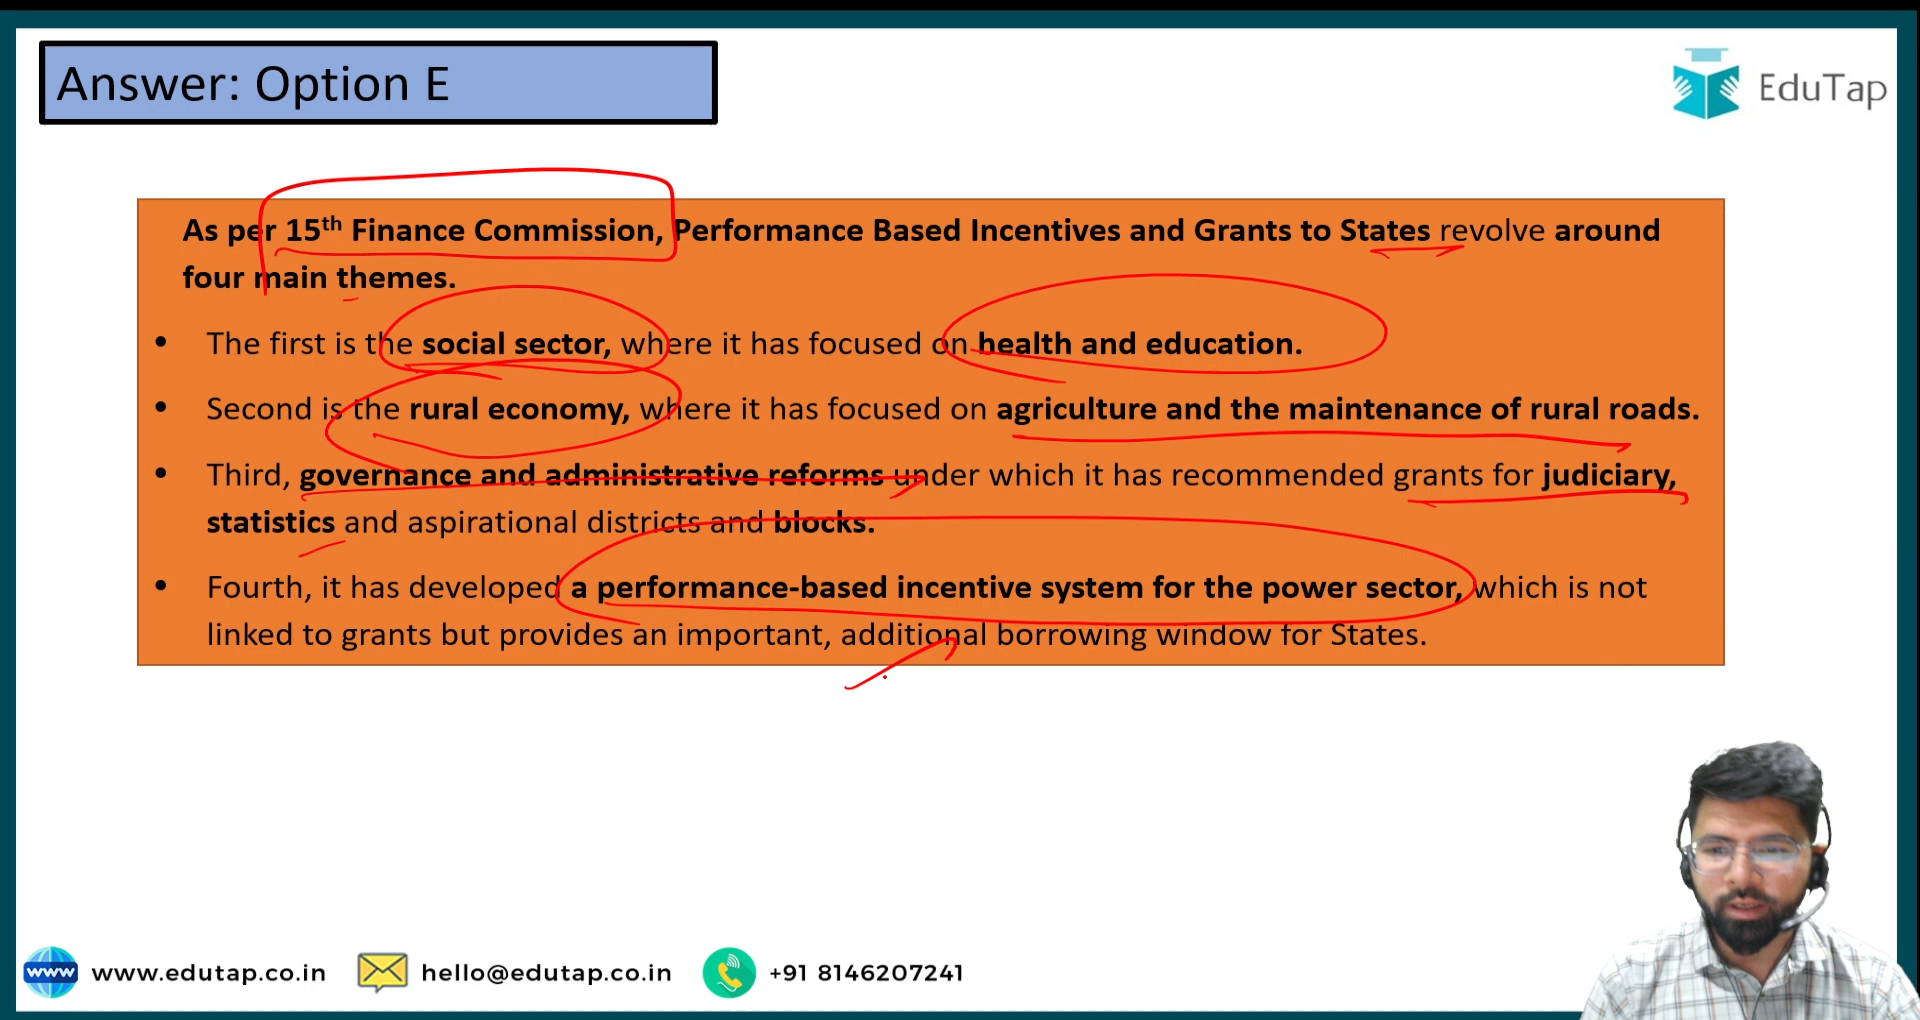 Answer: Option E
EduTap
As per 15th Finance Commission, Performance Based Incentives and Grants to States revolve around
four main themes.
• The first is the social sector, where it has focused on health and education.
• Second is the rural economy, where it has focused on agriculture and the maintenance of rural roads.
• Third, governance and administrative reforms under which it has recommended grants for judiciary,
statistics and aspirational districts and blocks.
• Fourth, it has developed a performance-based incentive system for the power sector, which is not
linked to grants but provides an important, additional borrowing window for States.
www www.edutap.co.in hello@edutap.co.in +91 8146207241